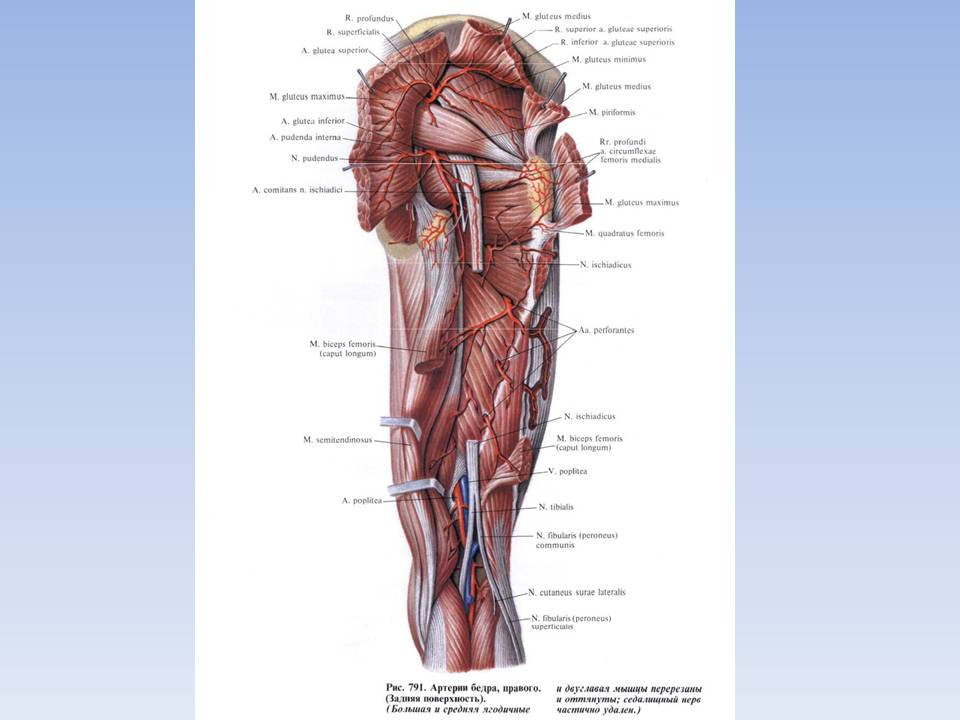 R. profundus
R. superficialis
A. glutea superior
M. gluteus maximus
A. glutea inferior
A. pudenda interna
N. pudendus
A. comitans n. ischiadici
M. biceps femoris
(caput longum)
M. semitendinosus
A. poplitea
M. gluteus medius
R. superior a. gluteae superioris
R. inferior a. gluteae superioris
M. gluteus minimus
M. gluteus medius
M. piriformis
Rr. profundi
a. circumflexae
femoris medialis
M. gluteus maximus
M. quadratus femoris
N. ischiadicus
Aa. perforantes
N. ischiadicus
M. biceps femoris
(caput longum)
V. poplitea
N. tibialis
N. fibularis (peroneus)
communis
N. cutaneus surae lateralis
N. fibularis (peroneus)
superficialis
Рис. 791. Артерии бедра, правого.
(Задняя поверхность).
(Большая и средняя ягодичные
и двуглавая мышцы перерезаны
и оттянуты; седалищный нерв
частично удален.)